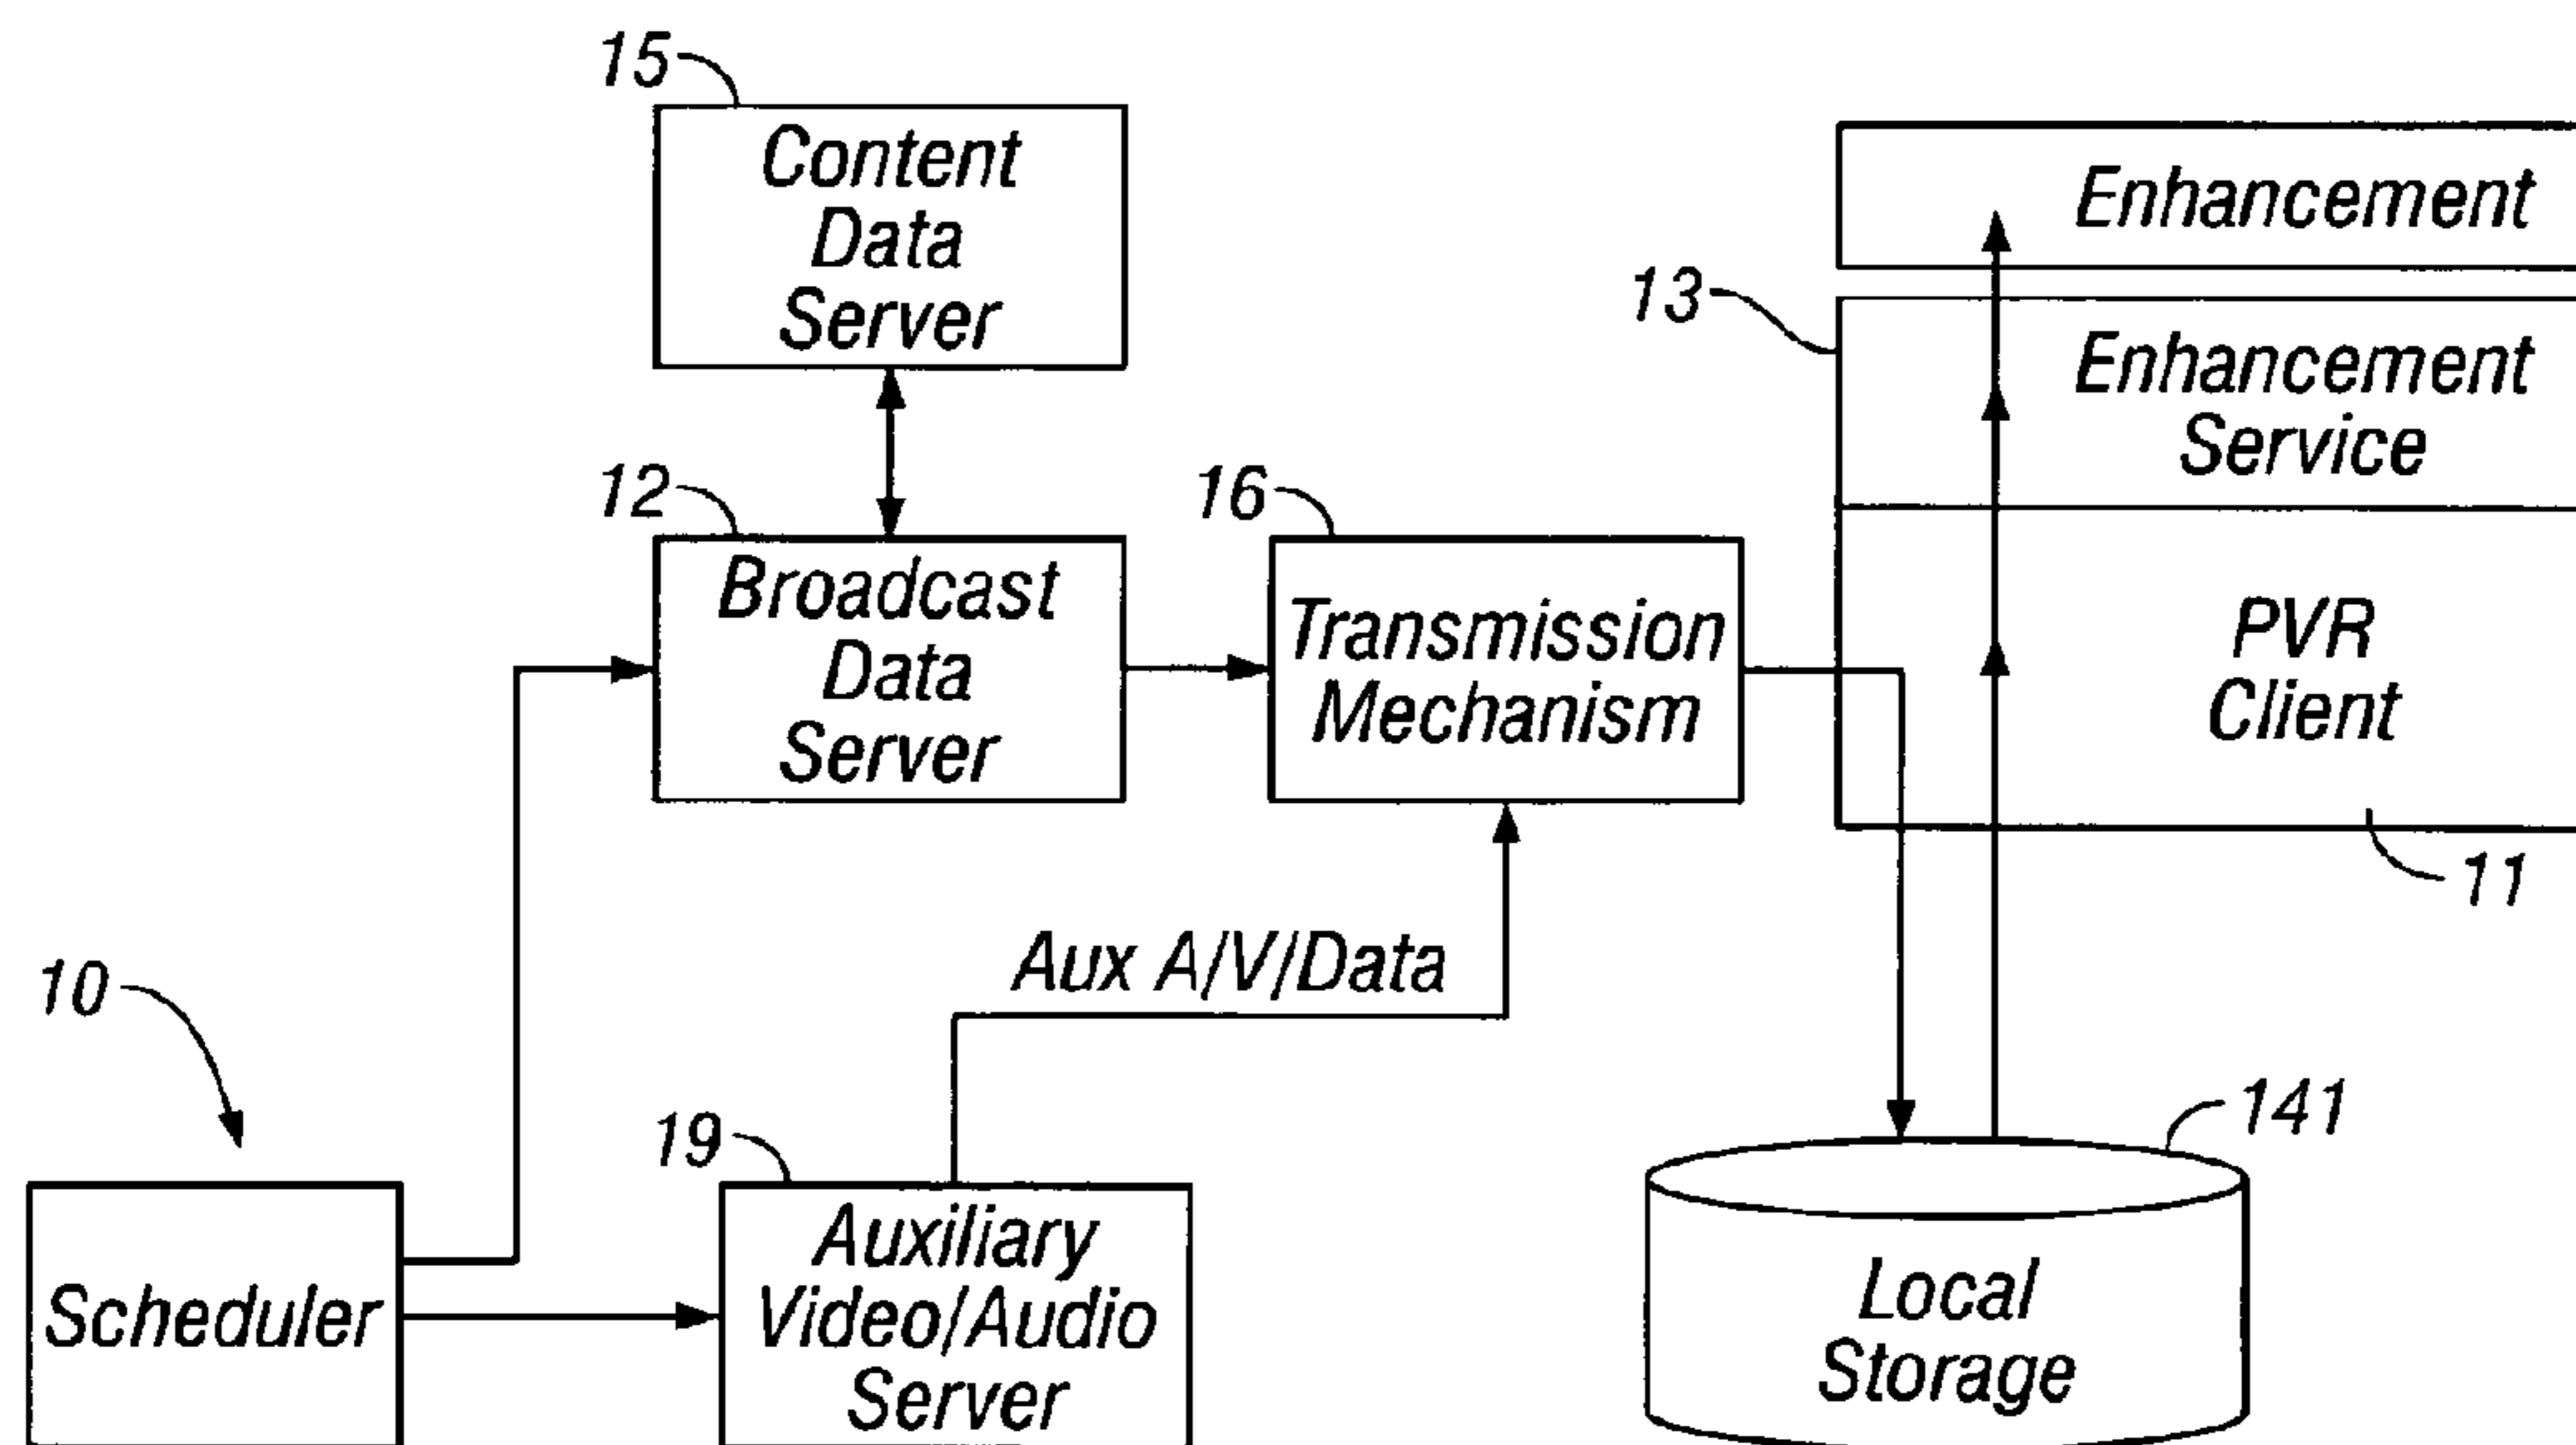 15
Content
Data
Server
Enhancement
13
Enhancement
Service
12
Broadcast
Data
Server
16
Transmission
Mechanism
PVR
Client
11
Aux A/V/Data
10
Scheduler
19
Auxiliary
Video/Audio
Server
141
Local
Storage